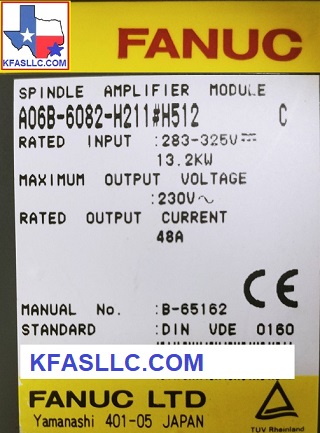 KFASLLC.COM
FANUC
SPINDLE AMPLIFIER MODULE
A06B-6082-H211#H512 C
RATED INPUT :283-325V⎓
13.2KW
MAXIMUM OUTPUT VOLTAGE
:230V~
RATED OUTPUT CURRENT
48A
MANUAL No. :B-65162
STANDARD :DIN VDE 0160
CE
KFASLLC.COM
FANUC LTD
Yamanashi 401-05 JAPAN
TUV Rheinland